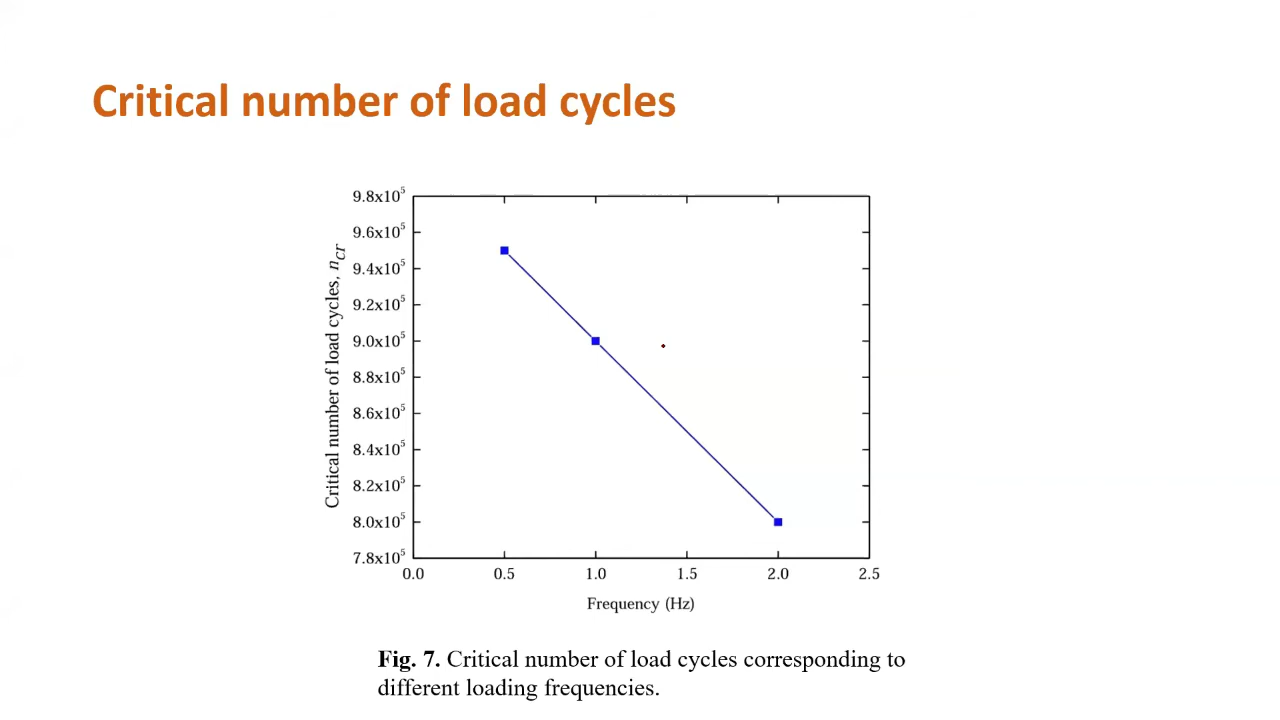 Critical number of load cycles
9.8x10⁵
9.6x10⁵
9.4x10⁵
9.2x10⁵
9.0x10⁵
8.8x10⁵
8.6x10⁵
8.4x10⁵
8.2x10⁵
8.0x10⁵
7.8x10⁵
Critical number of load cycles, n_cr
0.0 0.5 1.0 1.5 2.0 2.5
Frequency (Hz)
Fig. 7. Critical number of load cycles corresponding to
different loading frequencies.